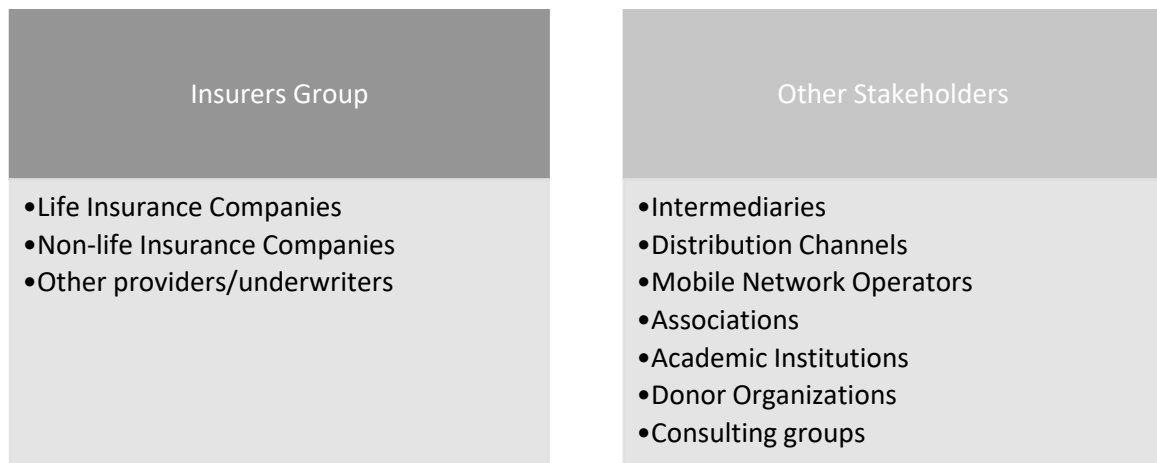 Insurers Group
•Life Insurance Companies
•Non-life Insurance Companies
•Other providers/underwriters
Other Stakeholders
•Intermediaries
•Distribution Channels
•Mobile Network Operators
•Associations
•Academic Institutions
•Donor Organizations
•Consulting groups